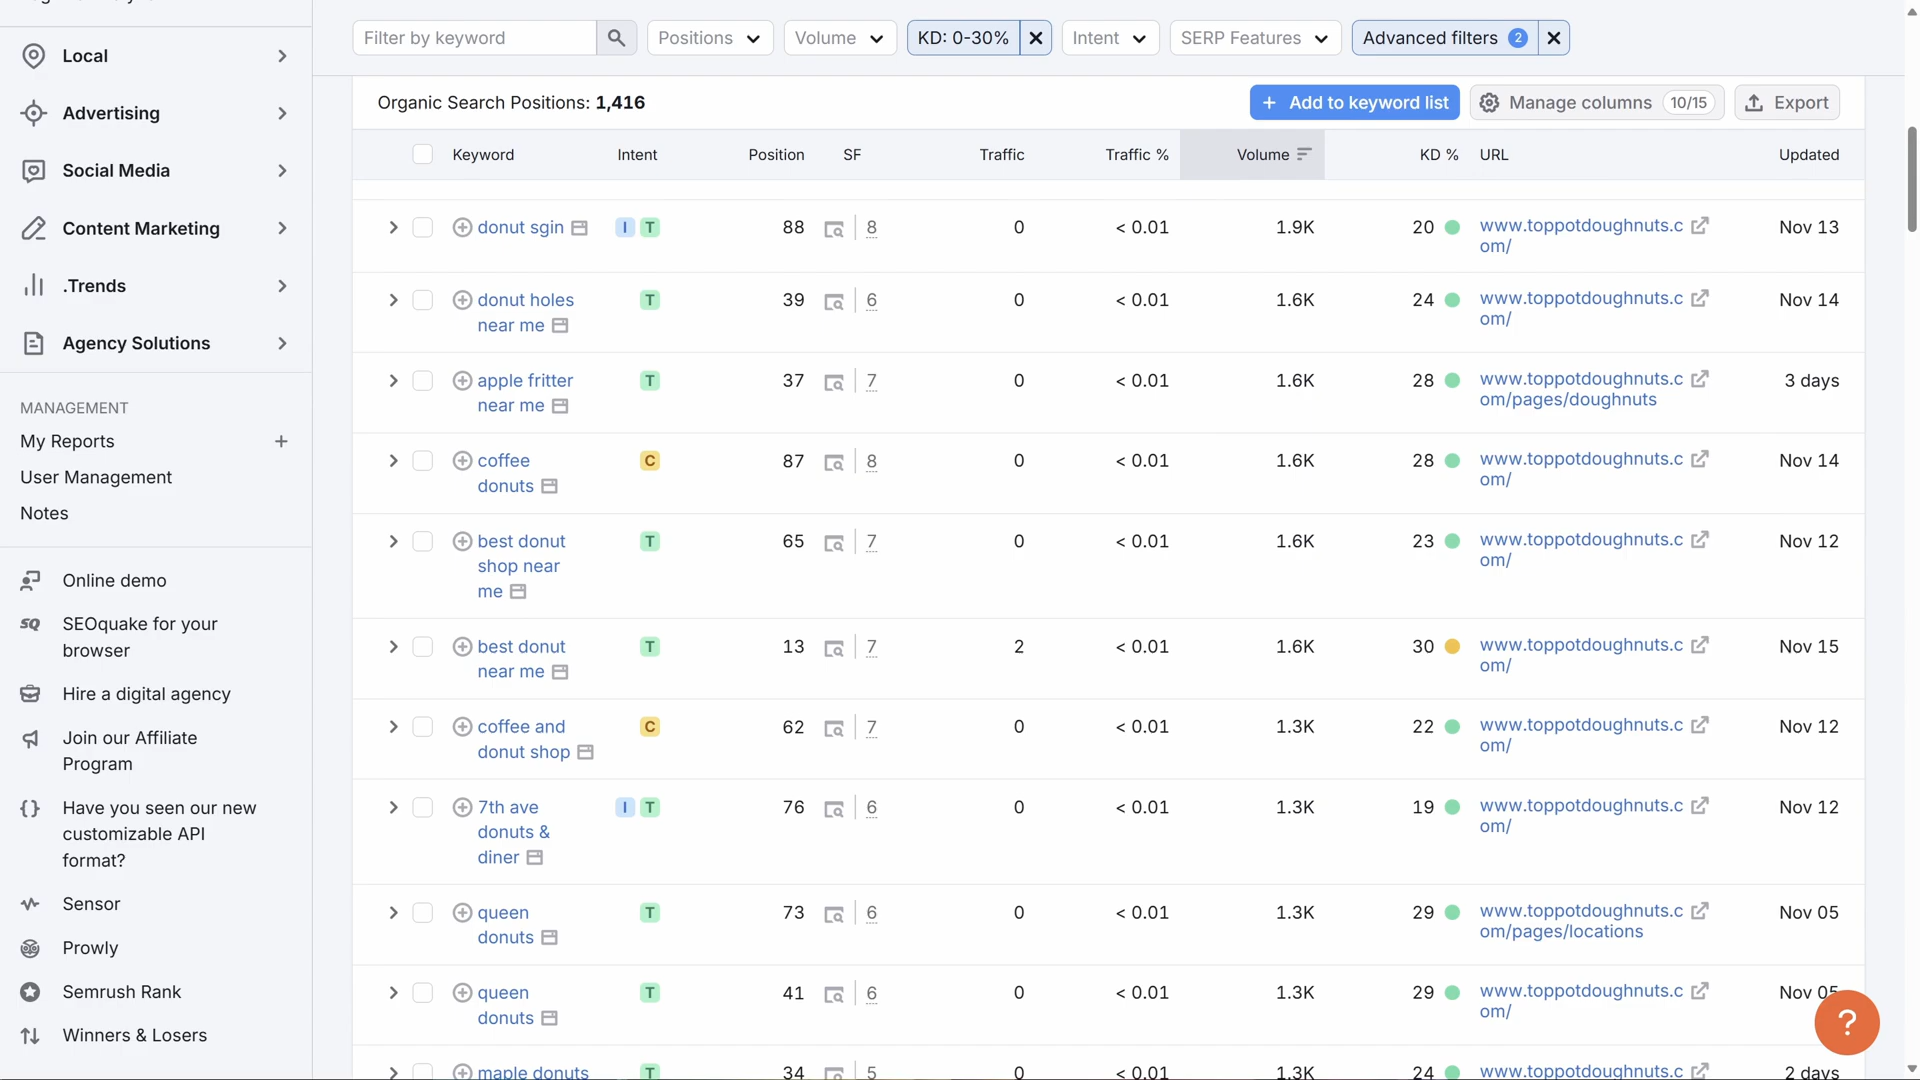 Local
Advertising
Social Media
Content Marketing
.Trends
Agency Solutions
MANAGEMENT
My Reports
User Management
Notes
Online demo
SEOquake for your
browser
Hire a digital agency
Join our Affiliate
Program
Have you seen our new
customizable API
format?
Sensor
Prowly
Semrush Rank
Winners & Losers
Filter by keyword
Positions
Volume
KD: 0-30%
Intent
SERP Features
Advanced filters 2
Organic Search Positions: 1,416
+ Add to keyword list
Manage columns 10/15
Export
Keyword Intent Position SF Traffic Traffic % Volume KD % URL Updated
donut sgin I T 88 8 0 < 0.01 1.9K 20 www.toppotdoughnuts.c Nov 13
om/
donut holes T 39 6 0 < 0.01 1.6K 24 www.toppotdoughnuts.c Nov 14
near me om/
apple fritter T 37 7 0 < 0.01 1.6K 28 www.toppotdoughnuts.c 3 days
near me om/pages/doughnuts
coffee C 87 8 0 < 0.01 1.6K 28 www.toppotdoughnuts.c Nov 14
donuts om/
best donut T 65 7 0 < 0.01 1.6K 23 www.toppotdoughnuts.c Nov 12
shop near om/
me
best donut T 13 7 2 < 0.01 1.6K 30 www.toppotdoughnuts.c Nov 15
near me om/
coffee and C 62 7 0 < 0.01 1.3K 22 www.toppotdoughnuts.c Nov 12
donut shop om/
7th ave I T 76 6 0 < 0.01 1.3K 19 www.toppotdoughnuts.c Nov 12
donuts & om/
diner
queen T 73 6 0 < 0.01 1.3K 29 www.toppotdoughnuts.c Nov 05
donuts om/pages/locations
queen T 41 6 0 < 0.01 1.3K 29 www.toppotdoughnuts.c Nov 05
donuts om/
?
maple donuts T 34 5 0 < 0.01 1.3K 24 www.toppotdoughnuts.c 2 days